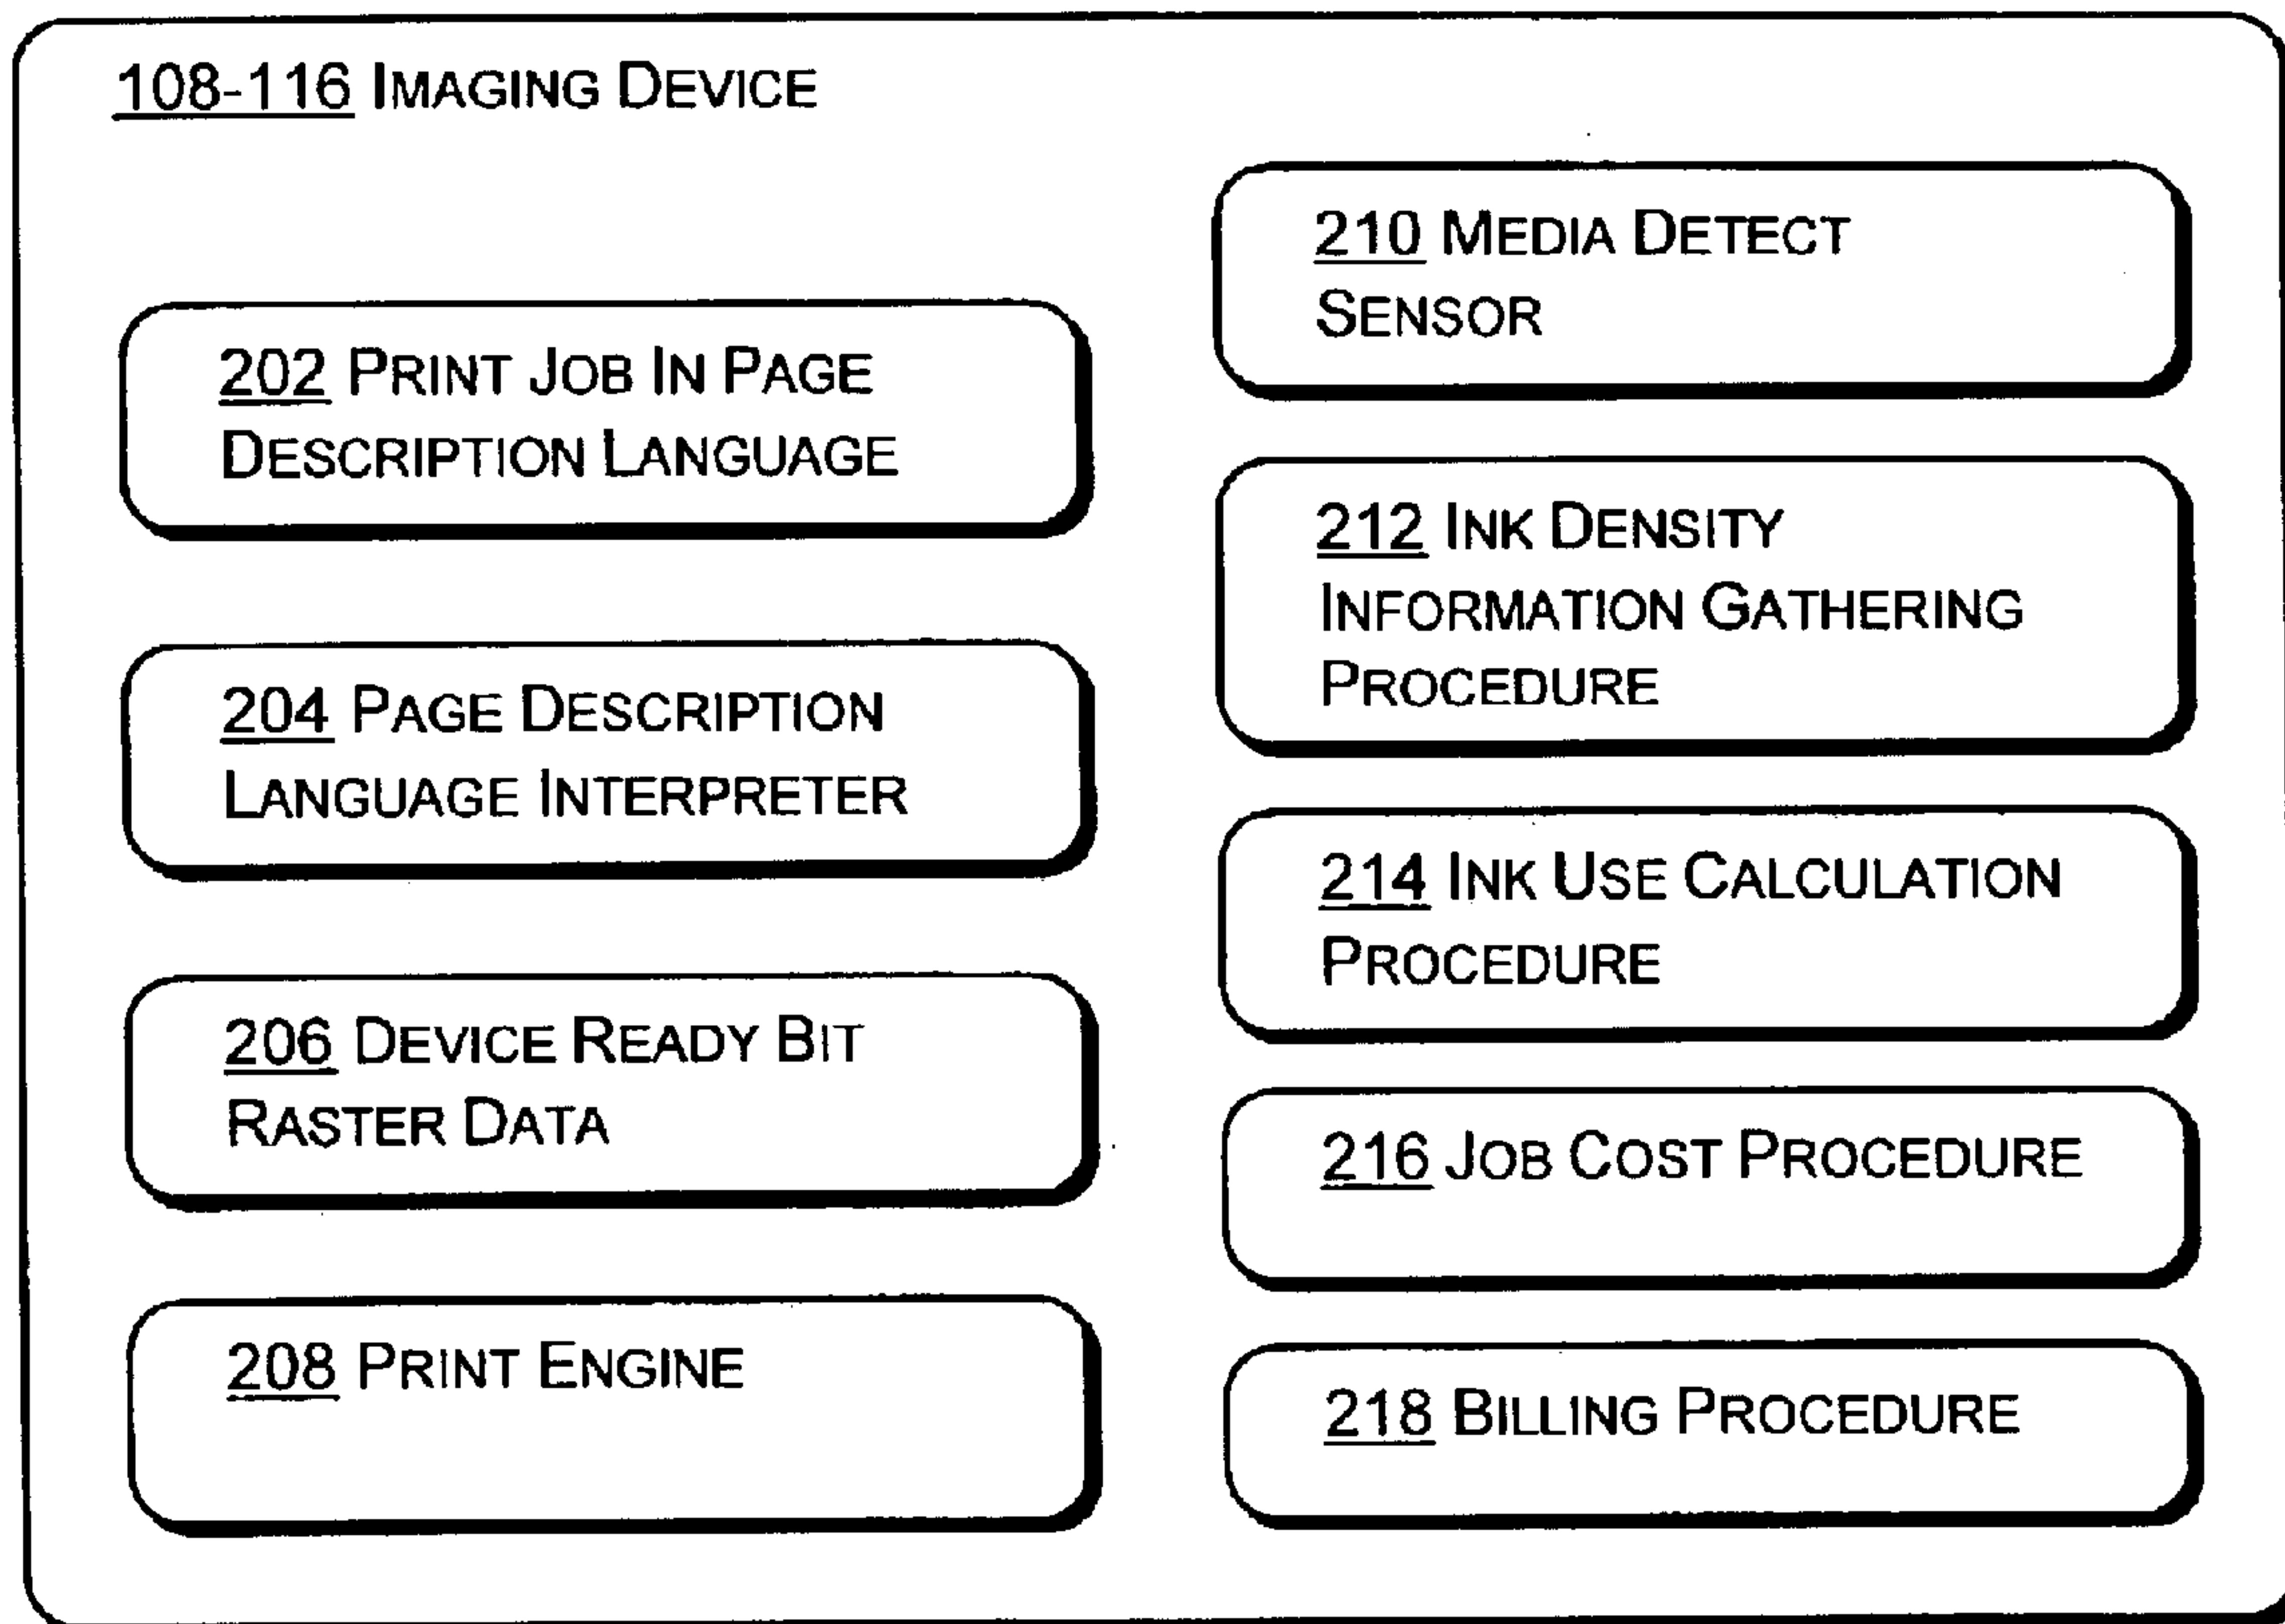 108-116 IMAGING DEVICE
202 PRINT JOB IN PAGE
DESCRIPTION LANGUAGE
204 PAGE DESCRIPTION
LANGUAGE INTERPRETER
206 DEVICE READY BIT
RASTER DATA
208 PRINT ENGINE
210 MEDIA DETECT
SENSOR
212 INK DENSITY
INFORMATION GATHERING
PROCEDURE
214 INK USE CALCULATION
PROCEDURE
216 JOB COST PROCEDURE
218 BILLING PROCEDURE